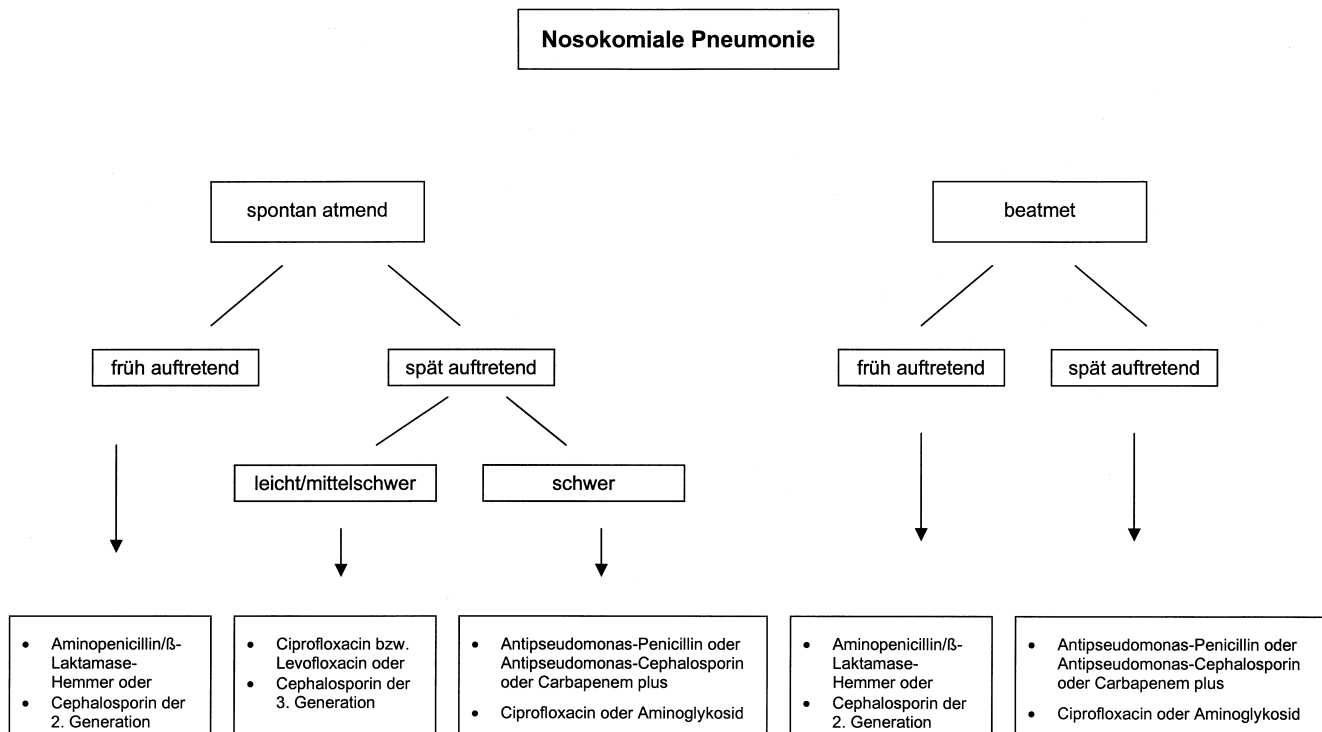 Nosokomiale Pneumonie
spontan atmend
beatmet
früh auftretend
spät auftretend
früh auftretend
spät auftretend
leicht/mittelschwer
schwer
• Aminopenicillin/ß-
Laktamase-
Hemmer oder
• Cephalosporin der
2. Generation
• Ciprofloxacin bzw.
Levofloxacin oder
• Cephalosporin der
3. Generation
• Antipseudomonas-Penicillin oder
Antipseudomonas-Cephalosporin
oder Carbapenem plus
• Ciprofloxacin oder Aminoglykosid
• Aminopenicillin/ß-
Laktamase-
Hemmer oder
• Cephalosporin der
2. Generation
• Antipseudomonas-Penicillin oder
Antipseudomonas-Cephalosporin
oder Carbapenem plus
• Ciprofloxacin oder Aminoglykosid